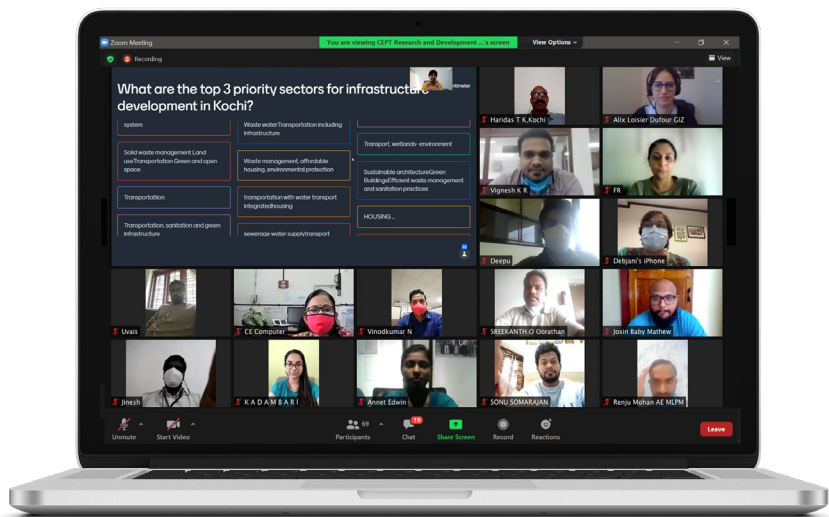 Zoom Meeting
You are viewing CEPT Research and Development ...'s screen
View Options
Recording
View
What are the top 3 priority sectors for infrastructure
development in Kochi?
system
Solid waste management Land
useTransportation Green and open
space
Transportatiion
Transportation, sanitation and green
infrastructure
Waste waterTransportation including
infrastructure
Waste management, affordable
housing, environmental protection
transportation with water transport
integratedhousing
sewerage water supplytransport
Transport, wetlands- environment
Sustainable architectureGreen
BuildingsEfficient waste management
and sanitation practices
HOUSING ..
Haridas T K,Kochi
Alix Loisier Dufour GIZ
Vignesh K R
FR
Deepu
Debjani's iPhone
Uvais
CE Computer
Vinodkumar N
SREEKANTH.O Oorathan
Josin Baby Mathew
Jinesh
K A D A M B A R I
Annet Edwin
SONU SOMARAJAN
Renju Mohan AE MLPM
Unmute
Start Video
69
Participants
19
Chat
Share Screen
Record
Reactions
Leave